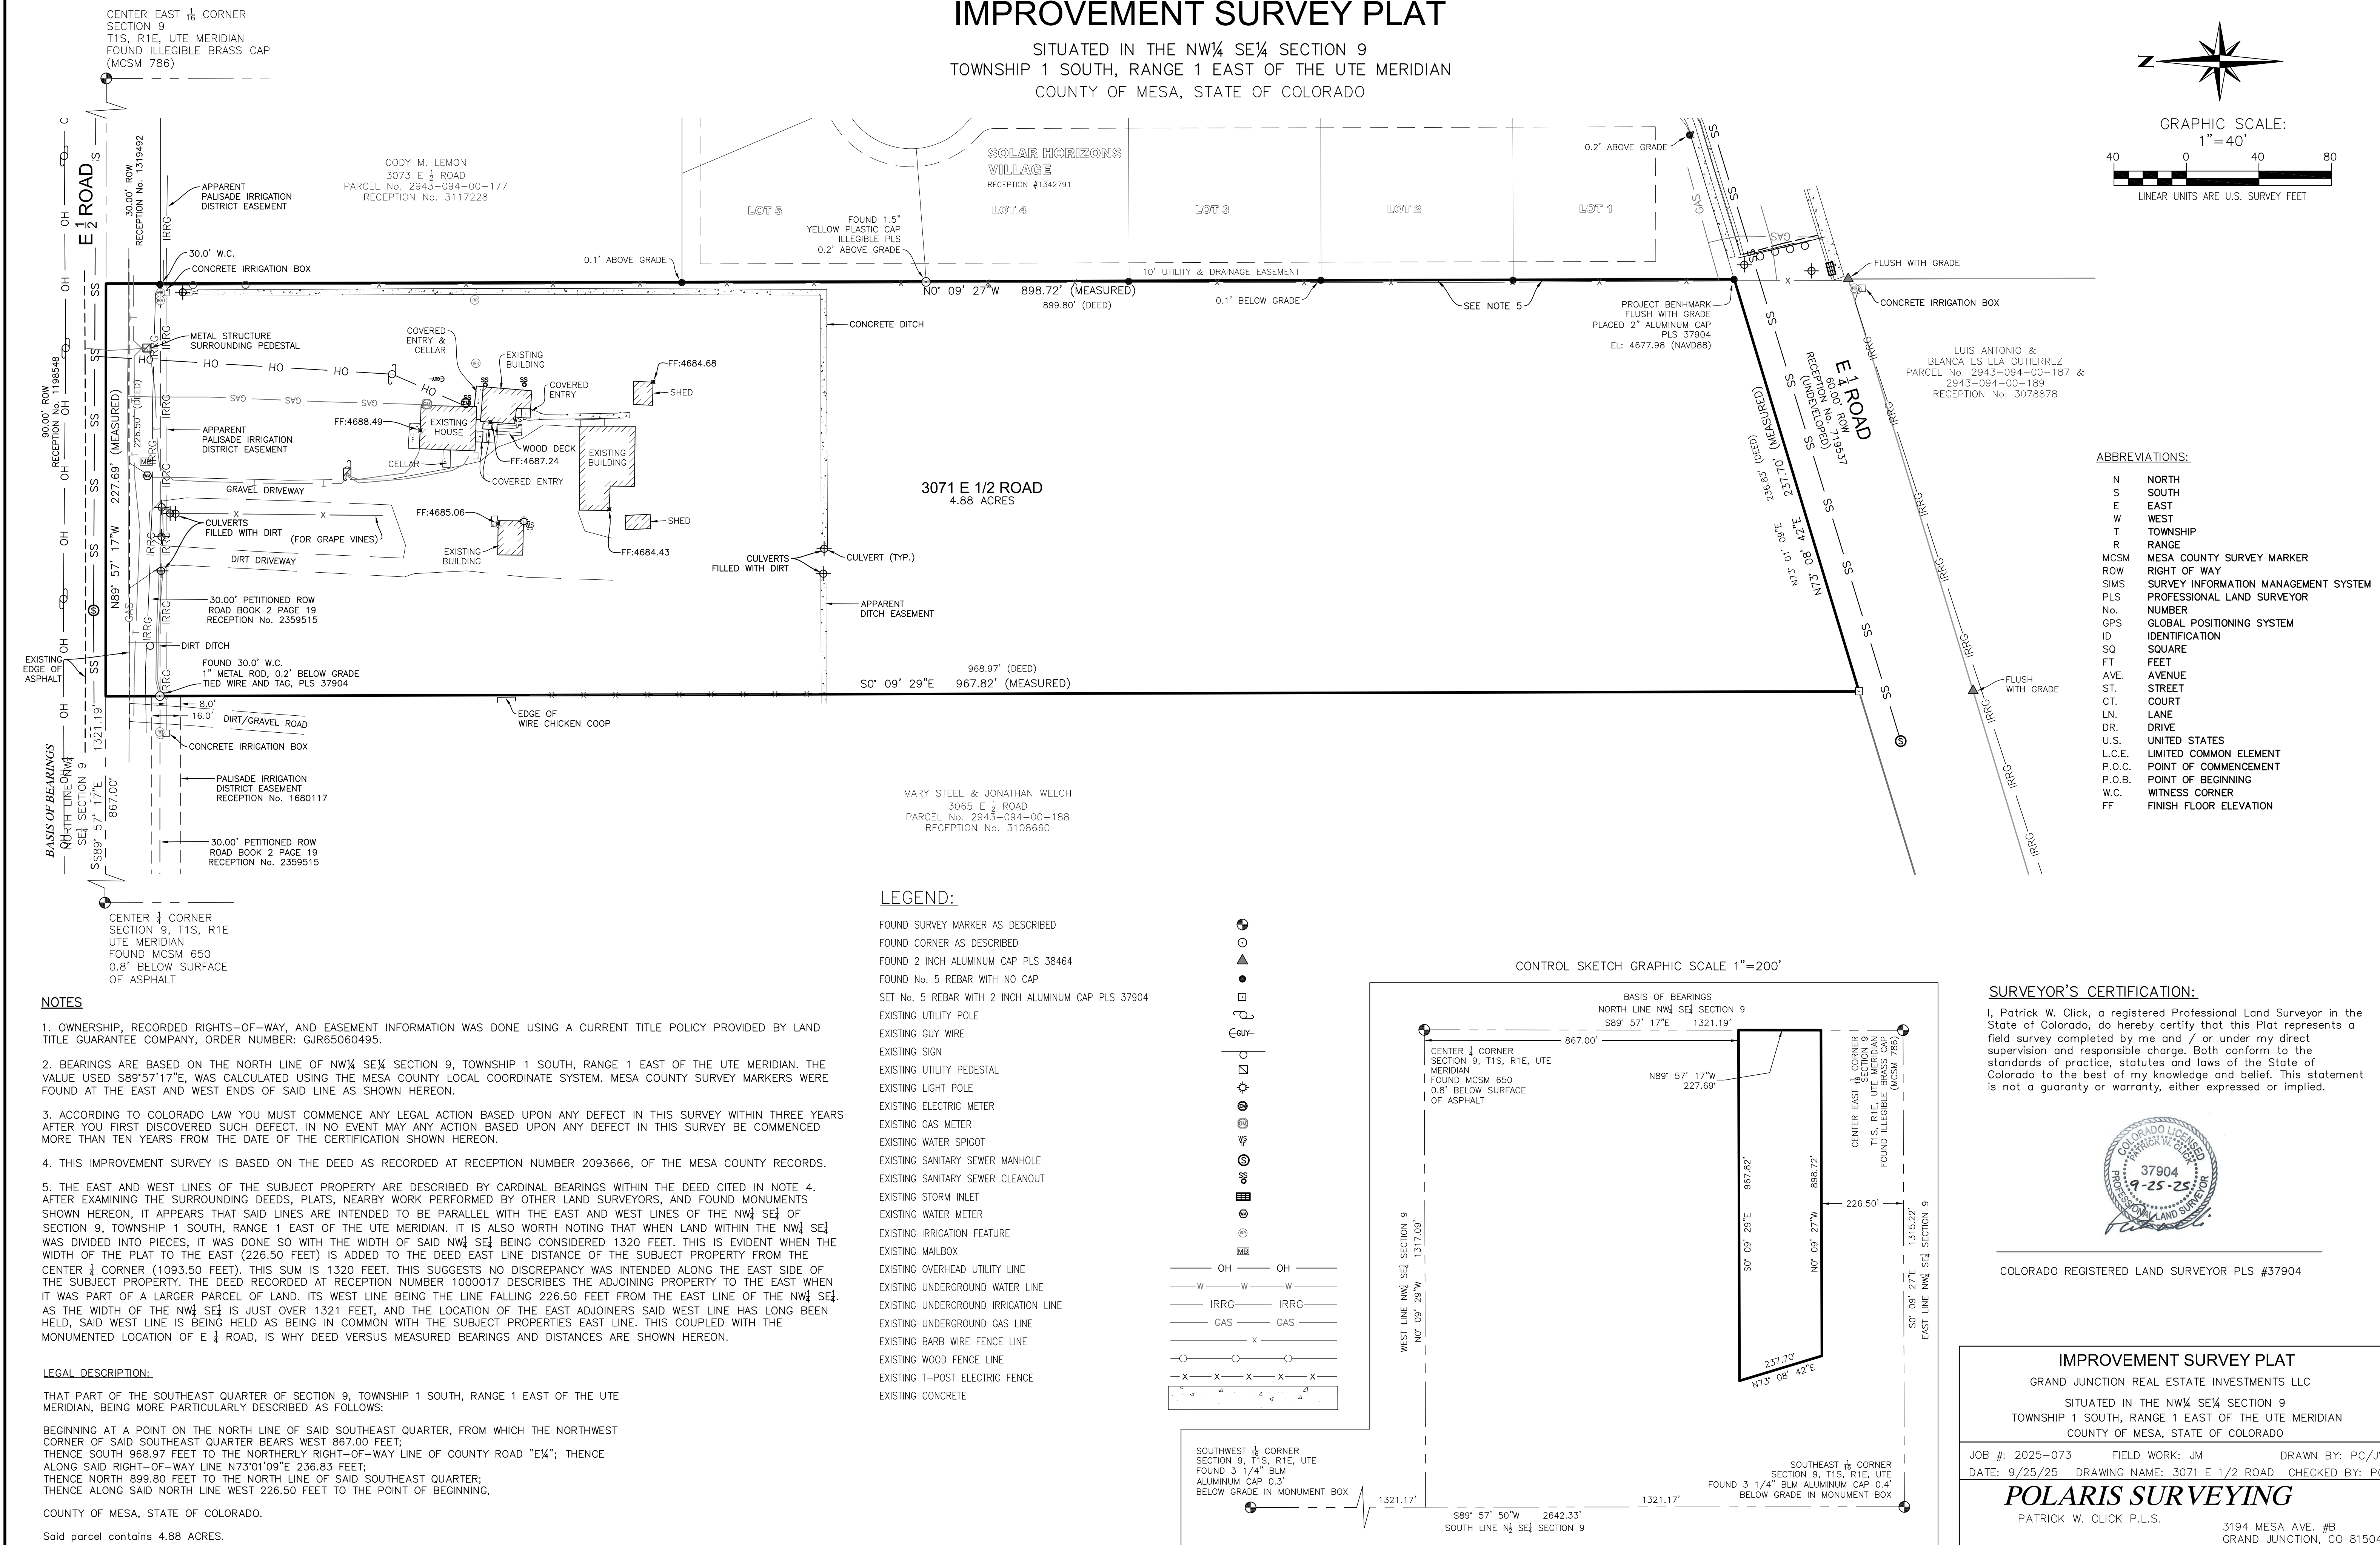 IMPROVEMENT SURVEY PLAT
SITUATED IN THE NW¼ SE¼ SECTION 9
TOWNSHIP 1 SOUTH, RANGE 1 EAST OF THE UTE MERIDIAN
COUNTY OF MESA, STATE OF COLORADO
CENTER EAST 1/16 CORNER
SECTION 9
T1S, R1E, UTE MERIDIAN
FOUND ILLEGIBLE BRASS CAP
(MCSM 786)
N
GRAPHIC SCALE:
1"=40'
40 0 40 80
LINEAR UNITS ARE U.S. SURVEY FEET
E ½ ROAD
30.00' ROW
RECEPTION No. 1319492
APPARENT
PALISADE IRRIGATION
DISTRICT EASEMENT
CODY M. LEMON
3073 E ½ ROAD
PARCEL No. 2943-094-00-177
RECEPTION No. 3117228
30.0' W.C.
CONCRETE IRRIGATION BOX
0.1' ABOVE GRADE
FOUND 1.5"
YELLOW PLASTIC CAP
ILLEGIBLE PLS
0.2' ABOVE GRADE
SOLAR HORIZONS
VILLAGE
RECEPTION #1342791
LOT 5
LOT 4
LOT 3
LOT 2
LOT 1
10' UTILITY & DRAINAGE EASEMENT
N0° 09' 27"W 898.72' (MEASURED)
899.80' (DEED)
0.1' BELOW GRADE
SEE NOTE 5
0.2' ABOVE GRADE
PROJECT BENHMARK
FLUSH WITH GRADE
PLACED 2" ALUMINUM CAP
PLS 37904
EL: 4677.98 (NAVD88)
FLUSH WITH GRADE
CONCRETE IRRIGATION BOX
LUIS ANTONIO &
BLANCA ESTELA GUTIERREZ
PARCEL No. 2943-094-00-187 &
2943-094-00-189
RECEPTION No. 3078878
E ¼ ROAD
60.00' ROW
RECEPTION No. 719537
(UNDEVELOPED)
237.70' (MEASURED)
236.83' (DEED)
N73° 08' 42"E
N73° 01' 09"E
FLUSH
WITH GRADE
90.00' ROW
RECEPTION No. 1198548
METAL STRUCTURE
SURROUNDING PEDESTAL
N89° 57' 17"W 227.69' (MEASURED)
226.50' (DEED)
APPARENT
PALISADE IRRIGATION
DISTRICT EASEMENT
COVERED
ENTRY &
CELLAR
EXISTING
BUILDING
COVERED
ENTRY
FF:4684.68
SHED
CONCRETE DITCH
FF:4688.49
EXISTING
HOUSE
WOOD DECK
FF:4687.24
COVERED ENTRY
CELLAR
EXISTING
BUILDING
GRAVEL DRIVEWAY
CULVERTS
FILLED WITH DIRT
(FOR GRAPE VINES)
DIRT DRIVEWAY
FF:4685.06
EXISTING
BUILDING
SHED
FF:4684.43
3071 E 1/2 ROAD
4.88 ACRES
CULVERTS
FILLED WITH DIRT
CULVERT (TYP.)
APPARENT
DITCH EASEMENT
30.00' PETITIONED ROW
ROAD BOOK 2 PAGE 19
RECEPTION No. 2359515
DIRT DITCH
EXISTING
EDGE OF
ASPHALT
FOUND 30.0' W.C.
1" METAL ROD, 0.2' BELOW GRADE
TIED WIRE AND TAG, PLS 37904
968.97' (DEED)
S0° 09' 29"E 967.82' (MEASURED)
EDGE OF
WIRE CHICKEN COOP
8.0'
16.0'
DIRT/GRAVEL ROAD
CONCRETE IRRIGATION BOX
PALISADE IRRIGATION
DISTRICT EASEMENT
RECEPTION No. 1680117
30.00' PETITIONED ROW
ROAD BOOK 2 PAGE 19
RECEPTION No. 2359515
BASIS OF BEARINGS
NORTH LINE NW¼
SE¼ SECTION 9
S89° 57' 17"E 1321.19'
867.00'
CENTER ¼ CORNER
SECTION 9, T1S, R1E
UTE MERIDIAN
FOUND MCSM 650
0.8' BELOW SURFACE
OF ASPHALT
MARY STEEL & JONATHAN WELCH
3065 E ½ ROAD
PARCEL No. 2943-094-00-188
RECEPTION No. 3108660
ABBREVIATIONS:
N NORTH
S SOUTH
E EAST
W WEST
T TOWNSHIP
R RANGE
MCSM MESA COUNTY SURVEY MARKER
ROW RIGHT OF WAY
SIMS SURVEY INFORMATION MANAGEMENT SYSTEM
PLS PROFESSIONAL LAND SURVEYOR
No. NUMBER
GPS GLOBAL POSITIONING SYSTEM
ID IDENTIFICATION
SQ SQUARE
FT FEET
AVE. AVENUE
ST. STREET
CT. COURT
LN. LANE
DR. DRIVE
U.S. UNITED STATES
L.C.E. LIMITED COMMON ELEMENT
P.O.C. POINT OF COMMENCEMENT
P.O.B. POINT OF BEGINNING
W.C. WITNESS CORNER
FF FINISH FLOOR ELEVATION
NOTES
1. OWNERSHIP, RECORDED RIGHTS-OF-WAY, AND EASEMENT INFORMATION WAS DONE USING A CURRENT TITLE POLICY PROVIDED BY LAND
TITLE GUARANTEE COMPANY, ORDER NUMBER: GJR65060495.
2. BEARINGS ARE BASED ON THE NORTH LINE OF NW¼ SE¼ SECTION 9, TOWNSHIP 1 SOUTH, RANGE 1 EAST OF THE UTE MERIDIAN. THE
VALUE USED S89°57'17"E, WAS CALCULATED USING THE MESA COUNTY LOCAL COORDINATE SYSTEM. MESA COUNTY SURVEY MARKERS WERE
FOUND AT THE EAST AND WEST ENDS OF SAID LINE AS SHOWN HEREON.
3. ACCORDING TO COLORADO LAW YOU MUST COMMENCE ANY LEGAL ACTION BASED UPON ANY DEFECT IN THIS SURVEY WITHIN THREE YEARS
AFTER YOU FIRST DISCOVERED SUCH DEFECT. IN NO EVENT MAY ANY ACTION BASED UPON ANY DEFECT IN THIS SURVEY BE COMMENCED
MORE THAN TEN YEARS FROM THE DATE OF THE CERTIFICATION SHOWN HEREON.
4. THIS IMPROVEMENT SURVEY IS BASED ON THE DEED AS RECORDED AT RECEPTION NUMBER 2093666, OF THE MESA COUNTY RECORDS.
5. THE EAST AND WEST LINES OF THE SUBJECT PROPERTY ARE DESCRIBED BY CARDINAL BEARINGS WITHIN THE DEED CITED IN NOTE 4.
AFTER EXAMINING THE SURROUNDING DEEDS, PLATS, NEARBY WORK PERFORMED BY OTHER LAND SURVEYORS, AND FOUND MONUMENTS
SHOWN HEREON, IT APPEARS THAT SAID LINES ARE INTENDED TO BE PARALLEL WITH THE EAST AND WEST LINES OF THE NW¼ SE¼ OF
SECTION 9, TOWNSHIP 1 SOUTH, RANGE 1 EAST OF THE UTE MERIDIAN. IT IS ALSO WORTH NOTING THAT WHEN LAND WITHIN THE NW¼ SE¼
WAS DIVIDED INTO PIECES, IT WAS DONE SO WITH THE WIDTH OF SAID NW¼ SE¼ BEING CONSIDERED 1320 FEET. THIS IS EVIDENT WHEN THE
WIDTH OF THE PLAT TO THE EAST (226.50 FEET) IS ADDED TO THE DEED EAST LINE DISTANCE OF THE SUBJECT PROPERTY FROM THE
CENTER ¼ CORNER (1093.50 FEET). THIS SUM IS 1320 FEET. THIS SUGGESTS NO DISCREPANCY WAS INTENDED ALONG THE EAST SIDE OF
THE SUBJECT PROPERTY. THE DEED RECORDED AT RECEPTION NUMBER 1000017 DESCRIBES THE ADJOINING PROPERTY TO THE EAST WHEN
IT WAS PART OF A LARGER PARCEL OF LAND. ITS WEST LINE BEING THE LINE FALLING 226.50 FEET FROM THE EAST LINE OF THE NW¼ SE¼.
AS THE WIDTH OF THE NW¼ SE¼ IS JUST OVER 1321 FEET, AND THE LOCATION OF THE EAST ADJOINERS SAID WEST LINE HAS LONG BEEN
HELD, SAID WEST LINE IS BEING HELD AS BEING IN COMMON WITH THE SUBJECT PROPERTIES EAST LINE. THIS COUPLED WITH THE
MONUMENTED LOCATION OF E ¼ ROAD, IS WHY DEED VERSUS MEASURED BEARINGS AND DISTANCES ARE SHOWN HEREON.
LEGAL DESCRIPTION:
THAT PART OF THE SOUTHEAST QUARTER OF SECTION 9, TOWNSHIP 1 SOUTH, RANGE 1 EAST OF THE UTE
MERIDIAN, BEING MORE PARTICULARLY DESCRIBED AS FOLLOWS:
BEGINNING AT A POINT ON THE NORTH LINE OF SAID SOUTHEAST QUARTER, FROM WHICH THE NORTHWEST
CORNER OF SAID SOUTHEAST QUARTER BEARS WEST 867.00 FEET;
THENCE SOUTH 968.97 FEET TO THE NORTHERLY RIGHT-OF-WAY LINE OF COUNTY ROAD "E¼"; THENCE
ALONG SAID RIGHT-OF-WAY LINE N73°01'09"E 236.83 FEET;
THENCE NORTH 899.80 FEET TO THE NORTH LINE OF SAID SOUTHEAST QUARTER;
THENCE ALONG SAID NORTH LINE WEST 226.50 FEET TO THE POINT OF BEGINNING,
COUNTY OF MESA, STATE OF COLORADO.
Said parcel contains 4.88 ACRES.
LEGEND:
FOUND SURVEY MARKER AS DESCRIBED
FOUND CORNER AS DESCRIBED
FOUND 2 INCH ALUMINUM CAP PLS 38464
FOUND No. 5 REBAR WITH NO CAP
SET No. 5 REBAR WITH 2 INCH ALUMINUM CAP PLS 37904
EXISTING UTILITY POLE
EXISTING GUY WIRE GUY
EXISTING SIGN
EXISTING UTILITY PEDESTAL
EXISTING LIGHT POLE
EXISTING ELECTRIC METER
EXISTING GAS METER
EXISTING WATER SPIGOT WS
EXISTING SANITARY SEWER MANHOLE S
EXISTING SANITARY SEWER CLEANOUT SS
EXISTING STORM INLET
EXISTING WATER METER
EXISTING IRRIGATION FEATURE
EXISTING MAILBOX MB
EXISTING OVERHEAD UTILITY LINE OH OH
EXISTING UNDERGROUND WATER LINE W W W
EXISTING UNDERGROUND IRRIGATION LINE IRRG IRRG
EXISTING UNDERGROUND GAS LINE GAS GAS
EXISTING BARB WIRE FENCE LINE X
EXISTING WOOD FENCE LINE
EXISTING T-POST ELECTRIC FENCE X X X X
EXISTING CONCRETE
CONTROL SKETCH GRAPHIC SCALE 1"=200'
BASIS OF BEARINGS
NORTH LINE NW¼ SE¼ SECTION 9
S89° 57' 17"E 1321.19'
867.00'
CENTER ¼ CORNER
SECTION 9, T1S, R1E, UTE
MERIDIAN
FOUND MCSM 650
0.8' BELOW SURFACE
OF ASPHALT
N89° 57' 17"W
227.69'
CENTER EAST 1/16 CORNER
SECTION 9
T1S, R1E, UTE MERIDIAN
FOUND ILLEGIBLE BRASS CAP
(MCSM 786)
WEST LINE NW¼ SE¼ SECTION 9
N0° 09' 29"W 1317.09'
S0° 09' 29"E 967.82'
N0° 09' 27"W 898.72'
226.50'
S0° 09' 27"E 1315.22'
EAST LINE NW¼ SE¼ SECTION 9
237.70'
N73° 08' 42"E
SOUTHWEST 1/16 CORNER
SECTION 9, T1S, R1E, UTE
FOUND 3 1/4" BLM
ALUMINUM CAP 0.3'
BELOW GRADE IN MONUMENT BOX
SOUTHEAST 1/16 CORNER
SECTION 9, T1S, R1E, UTE
FOUND 3 1/4" BLM ALUMINUM CAP 0.4'
BELOW GRADE IN MONUMENT BOX
1321.17'
1321.17'
S89° 57' 50"W 2642.33'
SOUTH LINE N½ SE¼ SECTION 9
SURVEYOR'S CERTIFICATION:
I, Patrick W. Click, a registered Professional Land Surveyor in the
State of Colorado, do hereby certify that this Plat represents a
field survey completed by me and / or under my direct
supervision and responsible charge. Both conform to the
standards of practice, statutes and laws of the State of
Colorado to the best of my knowledge and belief. This statement
is not a guaranty or warranty, either expressed or implied.
COLORADO LICENSED
PATRICK W. CLICK
37904
9-25-25
PROFESSIONAL LAND SURVEYOR
COLORADO REGISTERED LAND SURVEYOR PLS #37904
IMPROVEMENT SURVEY PLAT
GRAND JUNCTION REAL ESTATE INVESTMENTS LLC
SITUATED IN THE NW¼ SE¼ SECTION 9
TOWNSHIP 1 SOUTH, RANGE 1 EAST OF THE UTE MERIDIAN
COUNTY OF MESA, STATE OF COLORADO
JOB #: 2025-073 FIELD WORK: JM DRAWN BY:
DATE: 9/25/25 DRAWING NAME: 3071 E 1/2 ROAD CHECKED BY:
POLARIS SURVEYING
PATRICK W. CLICK P.L.S.
3194 MESA AVE. #B
GRAND JUNCTION, CO 81504